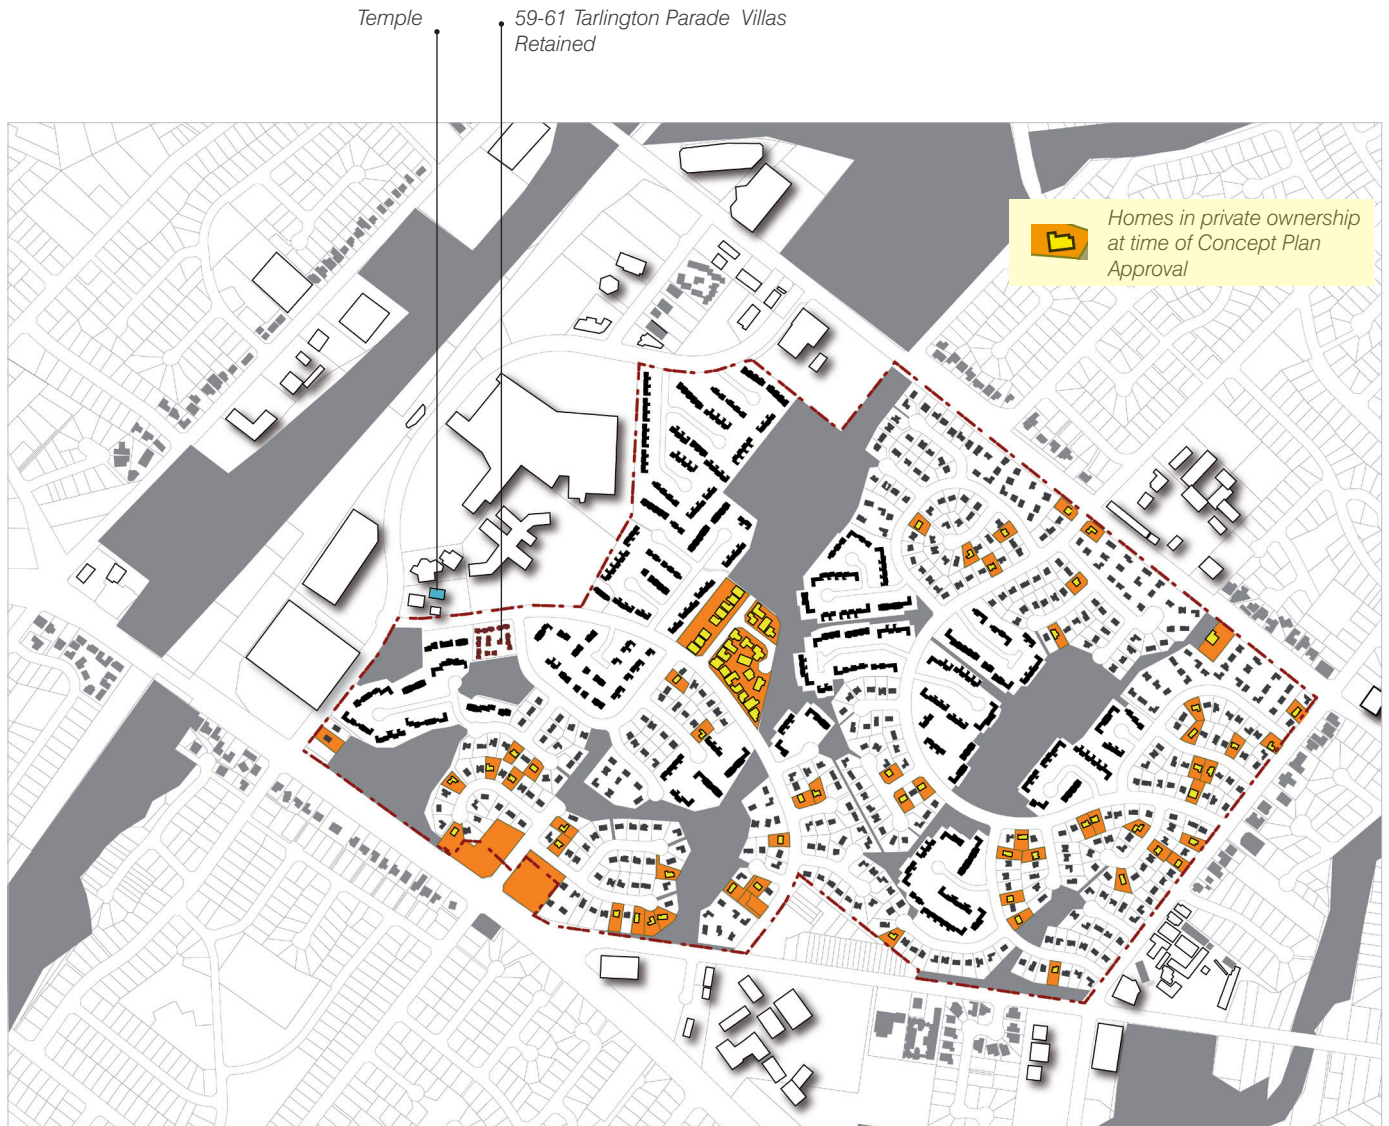 Temple
59-61 Tarlington Parade Villas
Retained
Homes in private ownership
at time of Concept Plan
Approval